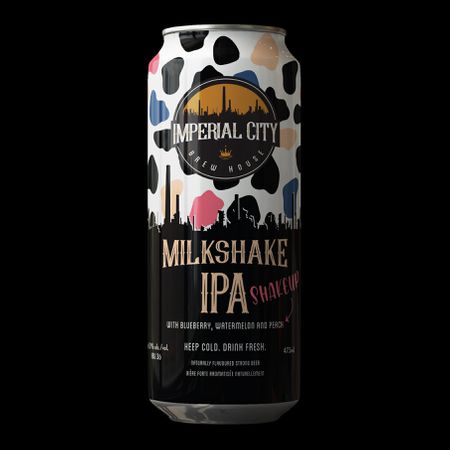 IMPERIAL CITY
BREW HOUSE
MILKSHAKE
IPA
SHAKEUP
WITH BLUEBERRY, WATERMELON AND PEACH
KEEP COLD. DRINK FRESH.
473ml
NATURALLY FLAVOURED STRONG BEER
BIÈRE FORTE AROMATISÉE NATURELLEMENT